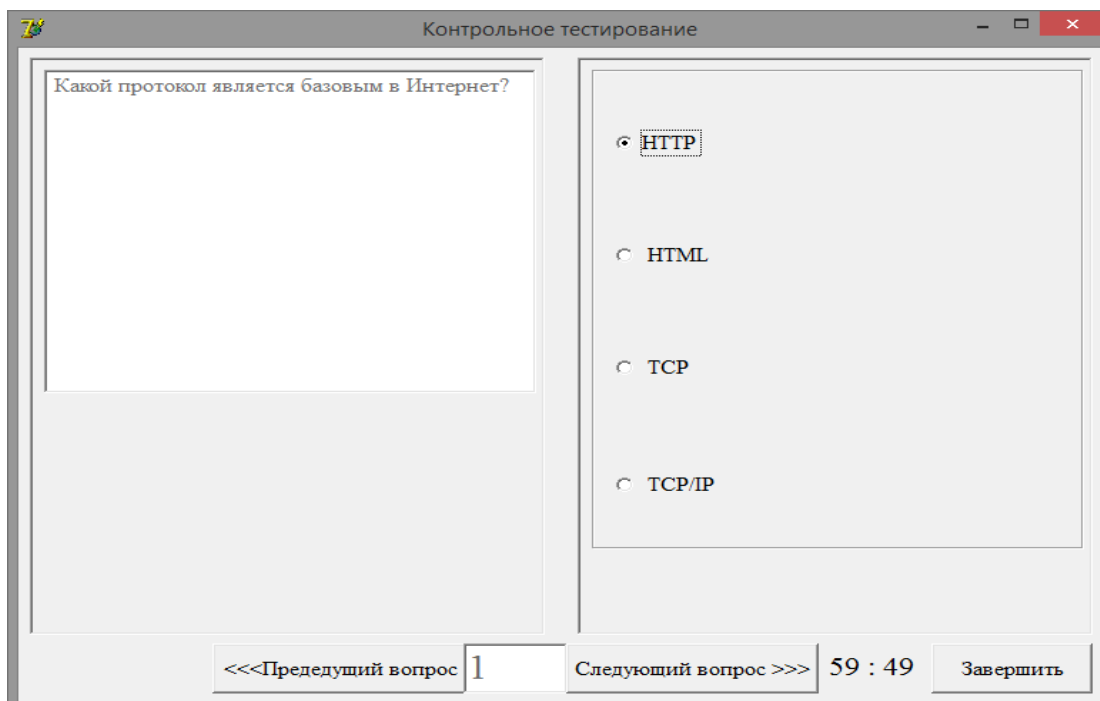 Контрольное тестирование
Какой протокол является базовым в Интернет?
HTTP
HTML
TCP
TCP/IP
<<<Предедущий вопрос 1 Следующий вопрос >>> 59 : 49 Завершить